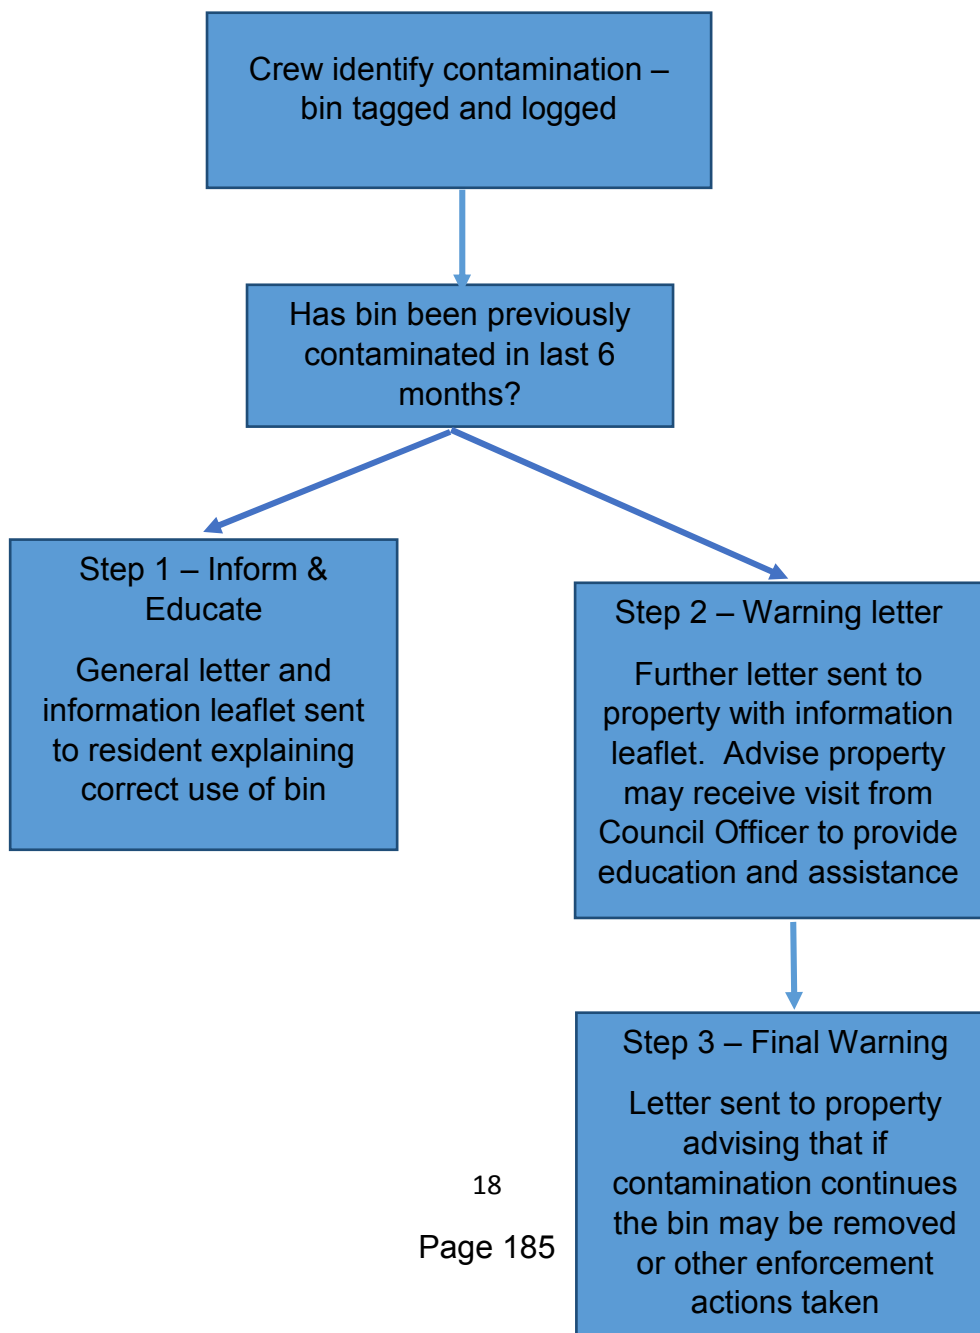 Crew identify contamination –
bin tagged and logged
Has bin been previously
contaminated in last 6
months?
Step 1 – Inform &
Educate
General letter and
information leaflet sent
to resident explaining
correct use of bin
Step 2 – Warning letter
Further letter sent to
property with information
leaflet.  Advise property
may receive visit from
Council Officer to provide
education and assistance
Step 3 – Final Warning
Letter sent to property
advising that if
contamination continues
the bin may be removed
or other enforcement
actions taken
18
Page 185